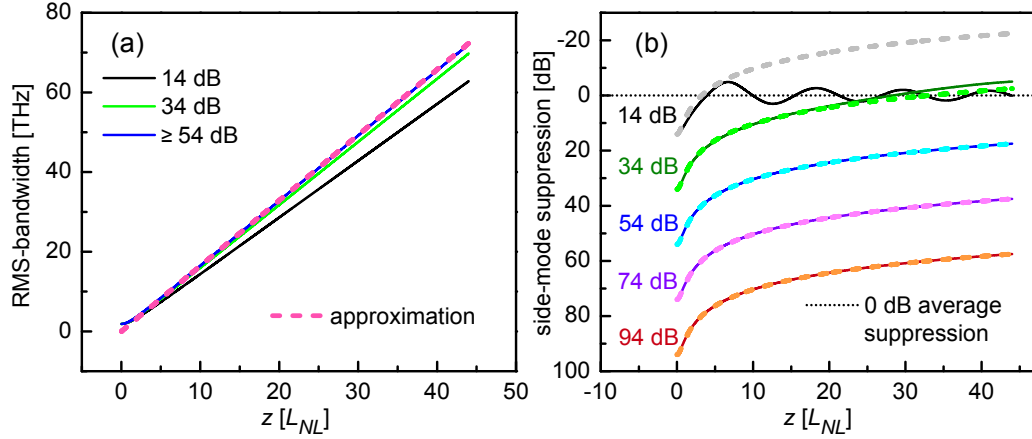 (a)
14 dB
34 dB
≥ 54 dB
approximation
RMS-bandwidth [THz]
80
60
40
20
0
0
10
20
30
40
50
z [L_NL]
(b)
14 dB
34 dB
54 dB
74 dB
94 dB
0 dB average
suppression
side-mode suppression [dB]
-20
0
20
40
60
80
100
-10
0
10
20
30
40
50
z [L_NL]